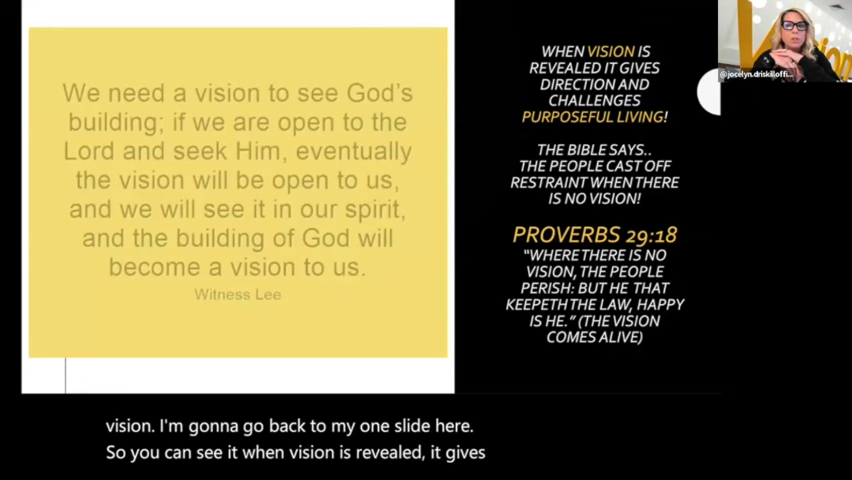 We need a vision to see God's
building; if we are open to the
Lord and seek Him, eventually
the vision will be open to us,
and we will see it in our spirit,
and the building of God will
become a vision to us.
Witness Lee
WHEN VISION IS
REVEALED IT GIVES
DIRECTION AND
CHALLENGES
PURPOSEFUL LIVING!
THE BIBLE SAYS..
THE PEOPLE CAST OFF
RESTRAINT WHEN THERE
IS NO VISION!
PROVERBS 29:18
"WHERE THERE IS NO
VISION, THE PEOPLE
PERISH: BUT HE THAT
KEEPETH THE LAW, HAPPY
IS HE." (THE VISION
COMES ALIVE)
@jocelyn.driskilloffi...
vision. I'm gonna go back to my one slide here.
So you can see it when vision is revealed, it gives